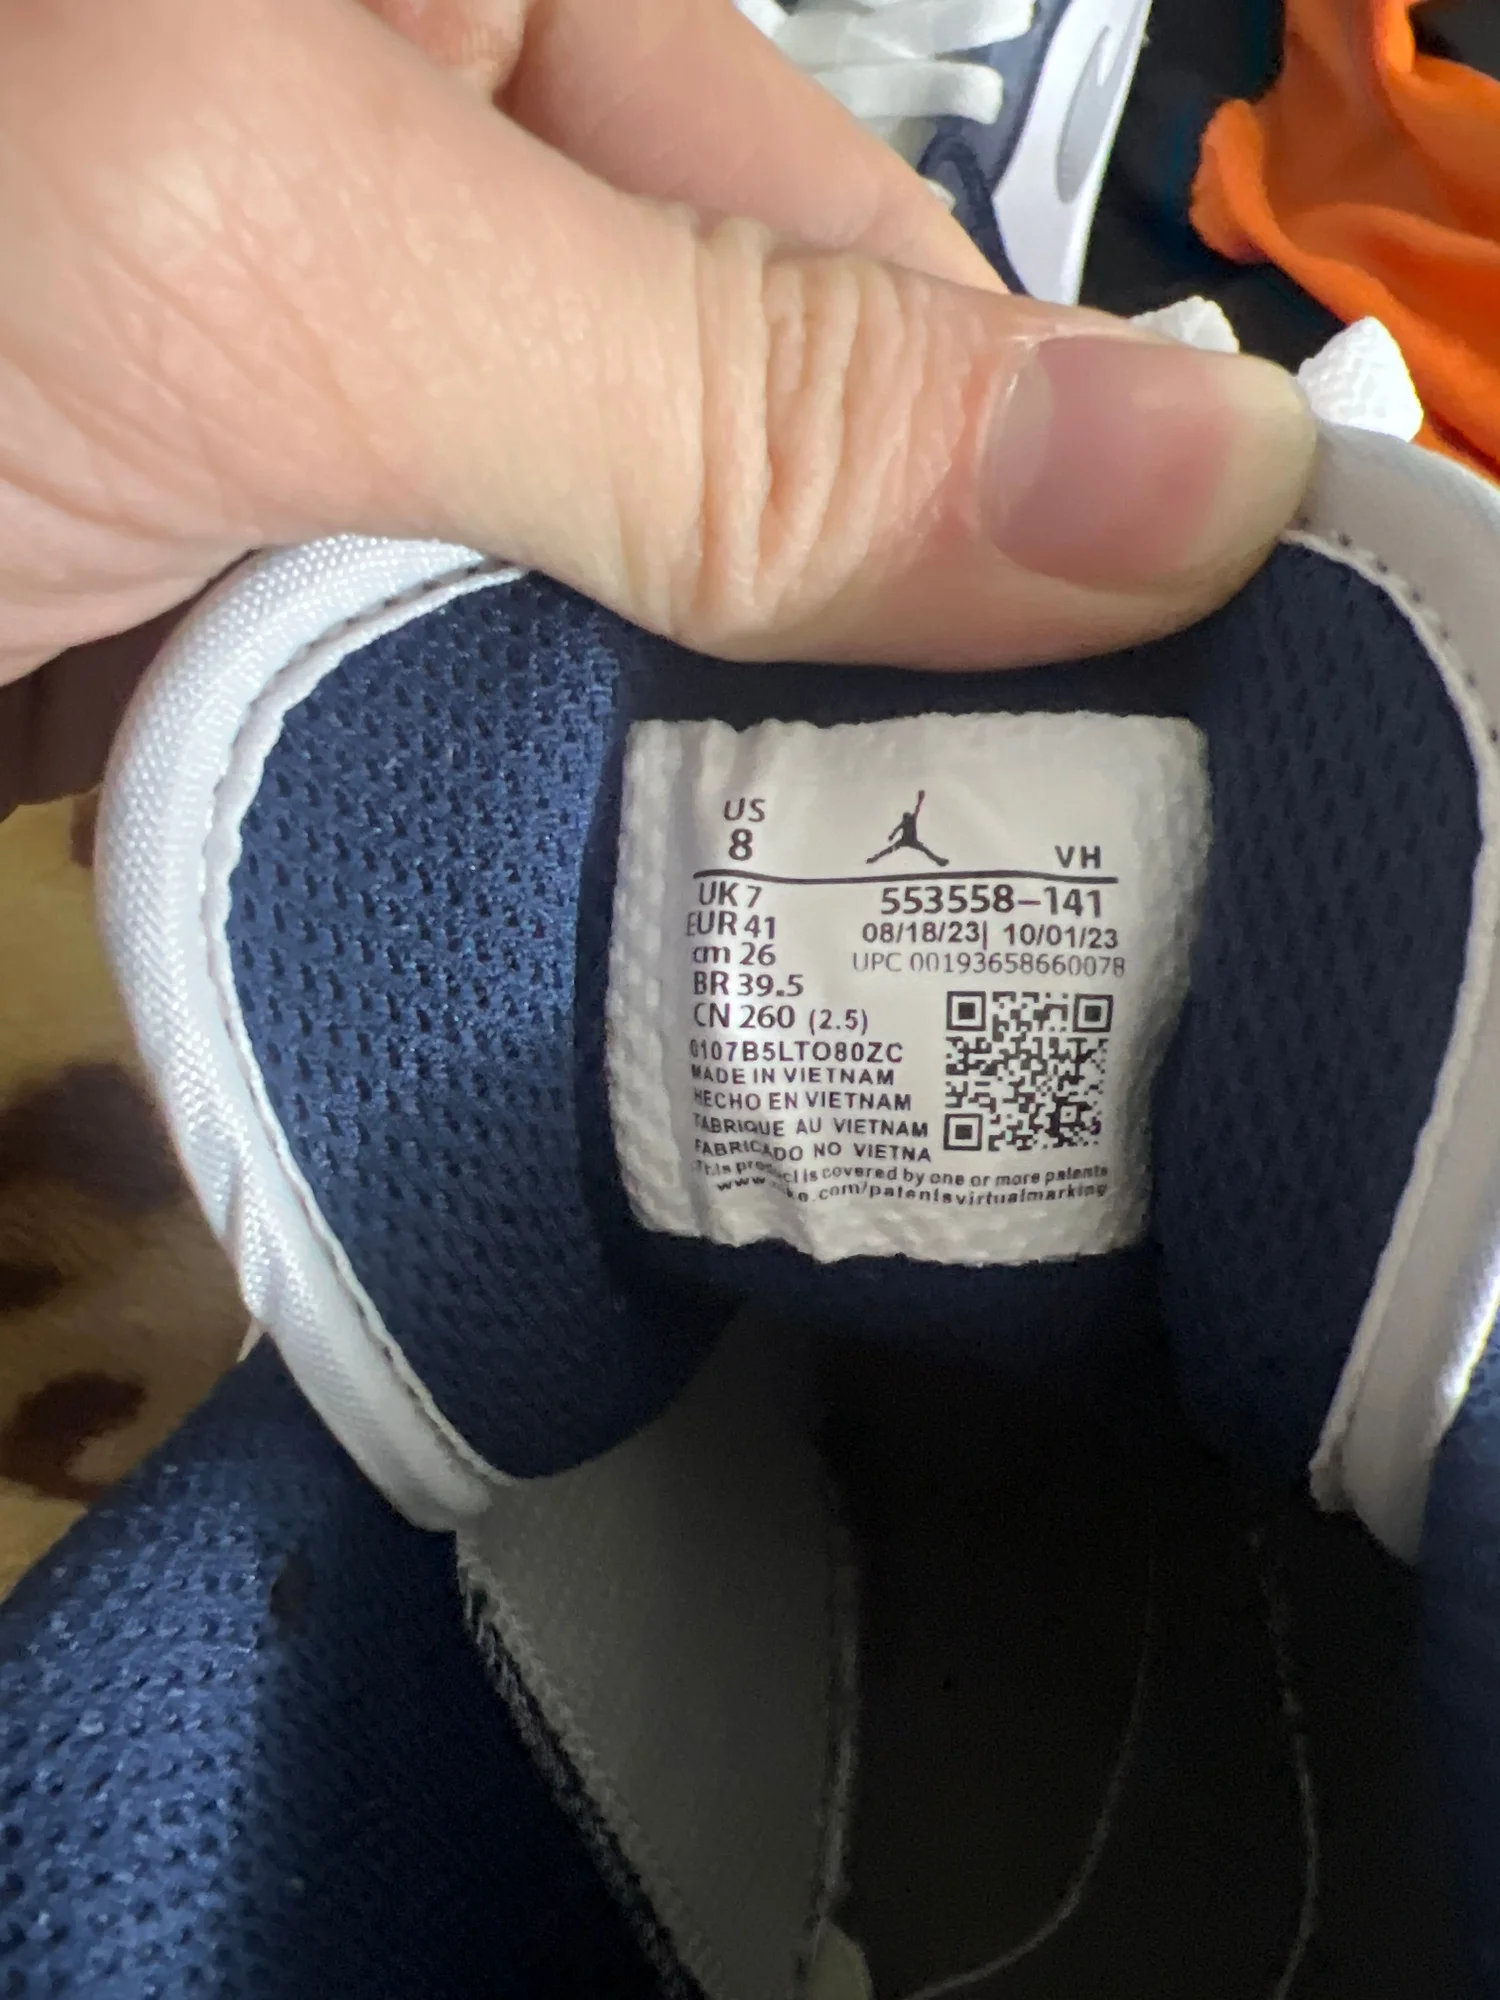 US
8
VH
UK 7
553558-141
EUR 41
08/18/23| 10/01/23
cm 26
UPC 00193658660078
BR 39.5
CN 260 (2.5)
0107B5LTO80ZC
MADE IN VIETNAM
HECHO EN VIETNAM
FABRIQUE AU VIETNAM
FABRICADO NO VIETNA
This product is covered by one or more patents
www.nike.com/patentsvirtualmarking